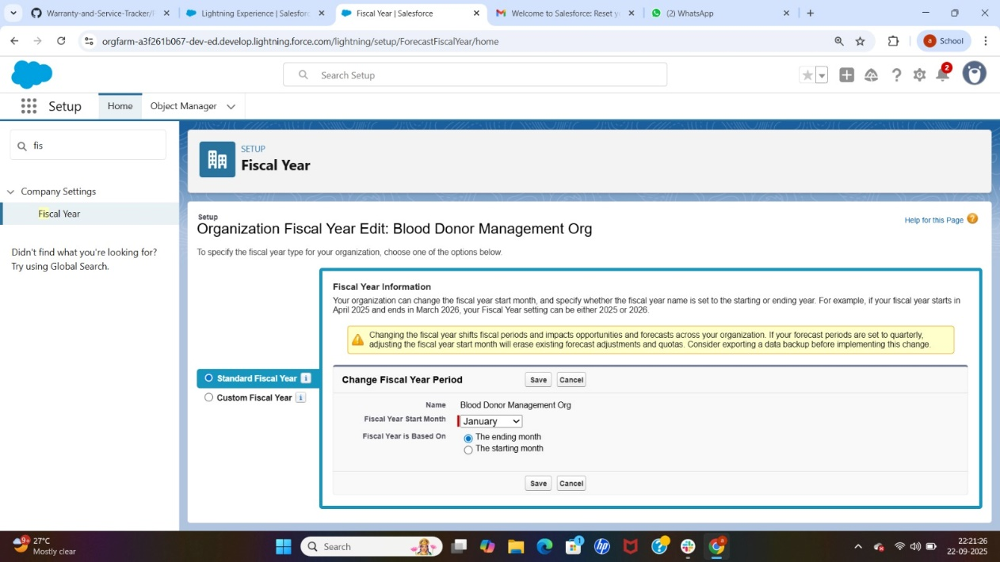 Warranty-and-Service-Tracker/F
Lightning Experience | Salesforc
Fiscal Year | Salesforce
Welcome to Salesforce: Reset y
(2) WhatsApp
orgfarm-a3f261b067-dev-ed.develop.lightning.force.com/lightning/setup/ForecastFiscalYear/home
a School
Search Setup
2
Setup
Home
Object Manager
fis
Company Settings
Fiscal Year
Didn't find what you're looking for?
Try using Global Search.
SETUP
Fiscal Year
Setup
Help for this Page ?
Organization Fiscal Year Edit: Blood Donor Management Org
To specify the fiscal year type for your organization, choose one of the options below.
Standard Fiscal Year i
Custom Fiscal Year i
Fiscal Year Information
Your organization can change the fiscal year start month, and specify whether the fiscal year name is set to the starting or ending year. For example, if your fiscal year starts in
April 2025 and ends in March 2026, your Fiscal Year setting can be either 2025 or 2026.
Changing the fiscal year shifts fiscal periods and impacts opportunities and forecasts across your organization. If your forecast periods are set to quarterly,
adjusting the fiscal year start month will erase existing forecast adjustments and quotas. Consider exporting a data backup before implementing this change.
Change Fiscal Year Period
Save Cancel
Name Blood Donor Management Org
Fiscal Year Start Month January
Fiscal Year is Based On The ending month
The starting month
Save Cancel
9+
27°C
Mostly clear
Search
1
hp
22:21:26
22-09-2025